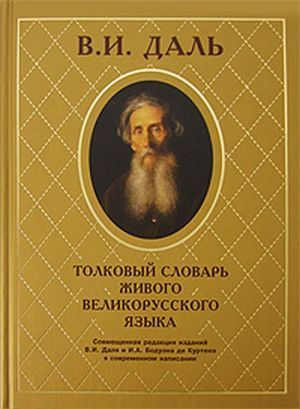 В.И. ДАЛЬ
ТОЛКОВЫЙ СЛОВАРЬ
ЖИВОГО
ВЕЛИКОРУССКОГО
ЯЗЫКА
Совмещенная редакция изданий
В.И. Даля и И.А. Бодуэна де Куртенэ
в современном написании